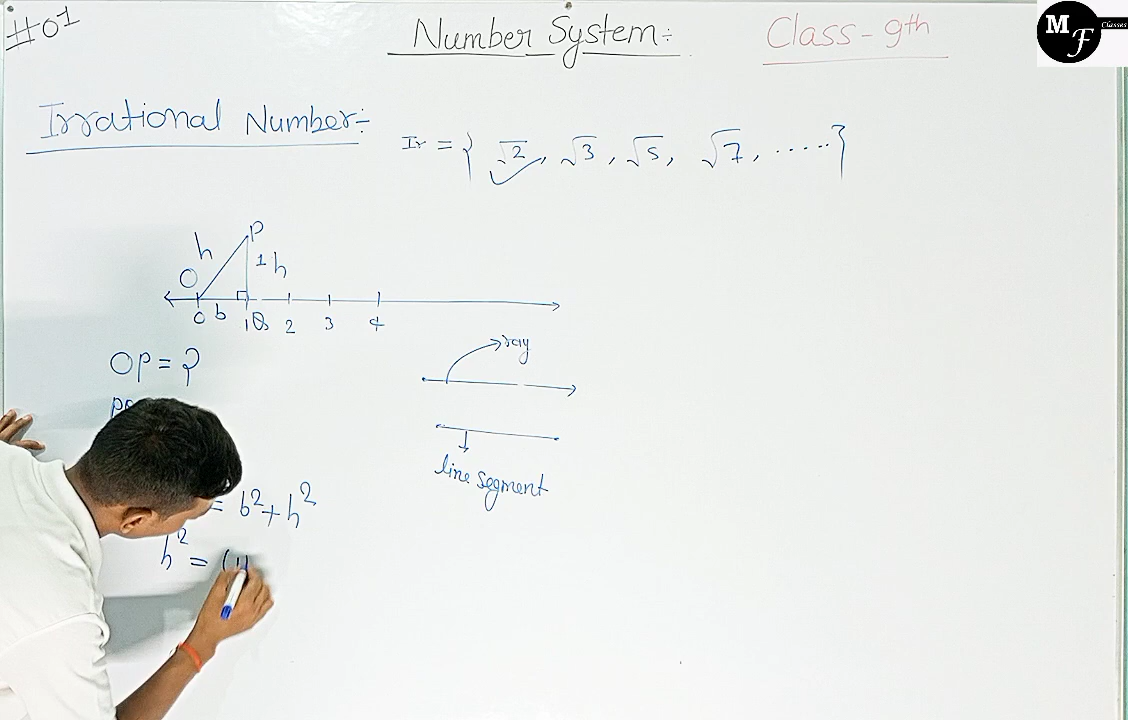 #01
Number System:-
Class - 9th
M F Classes
Irrational Number:-
Ir = { √2, √3, √5, √7, ..... }
P
h
1 h
O
0 b 1 Q 2 3 4
OP = ?
ray
line segment
= b² + h²
h² = (1)